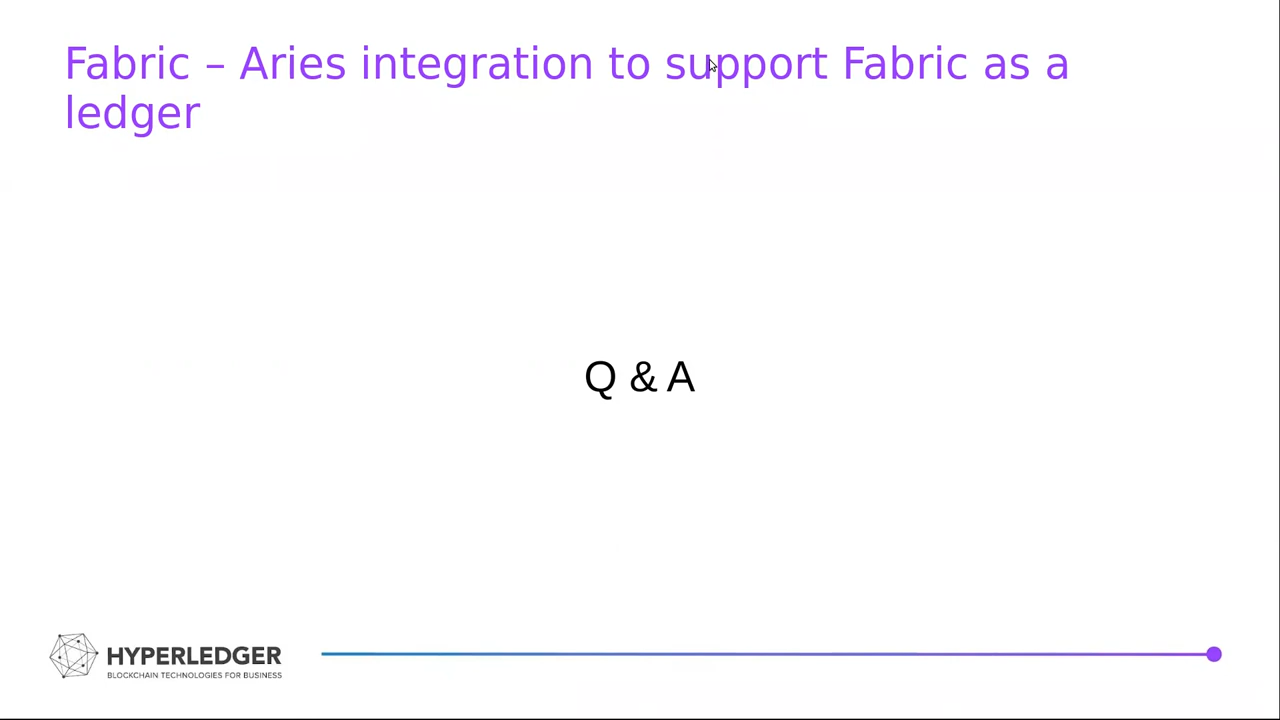 Fabric – Aries integration to support Fabric as a
ledger
Q & A
HYPERLEDGER
BLOCKCHAIN TECHNOLOGIES FOR BUSINESS